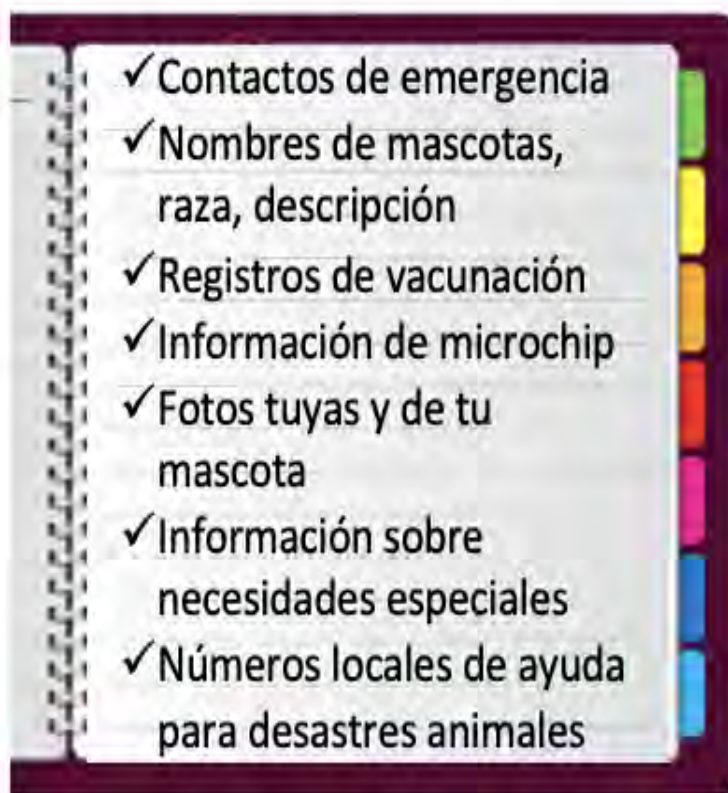 ✓Contactos de emergencia
✓Nombres de mascotas,
raza, descripción
✓Registros de vacunación
✓Información de microchip
✓Fotos tuyas y de tu
mascota
✓Información sobre
necesidades especiales
✓Números locales de ayuda
para desastres animales